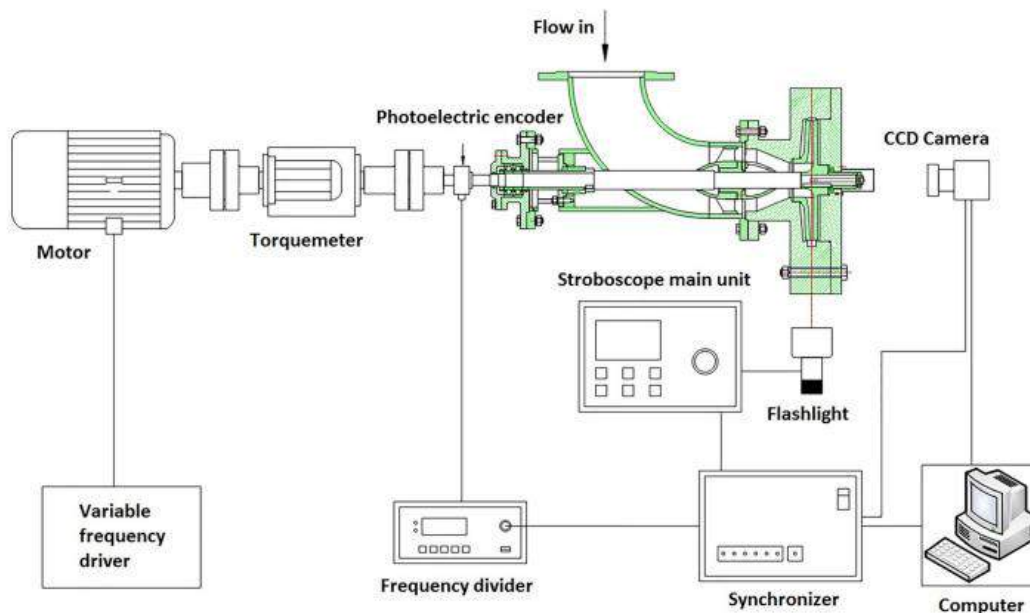 Flow in
Photoelectric encoder
CCD Camera
Motor
Torquemeter
Stroboscope main unit
Flashlight
Variable
frequency
driver
Frequency divider
Synchronizer
Computer